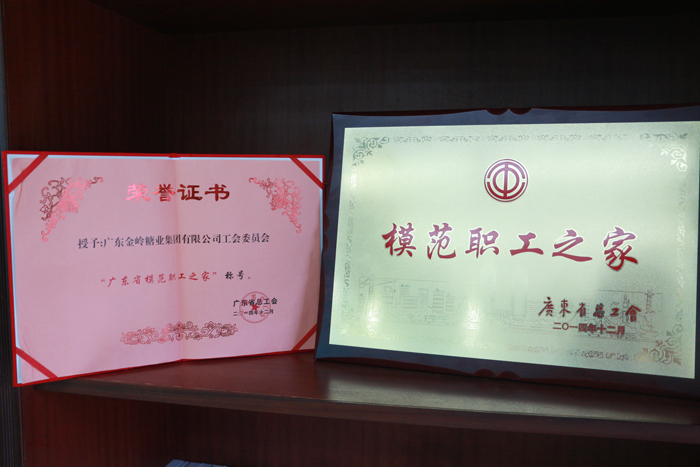 荣誉证书
授予:广东金岭糖业集团有限公司工会委员会
“广东省模范职工之家”称号。
广东省总工会
二〇一四年十二月
模范职工之家
廣東省总工會
二〇一四年十二月